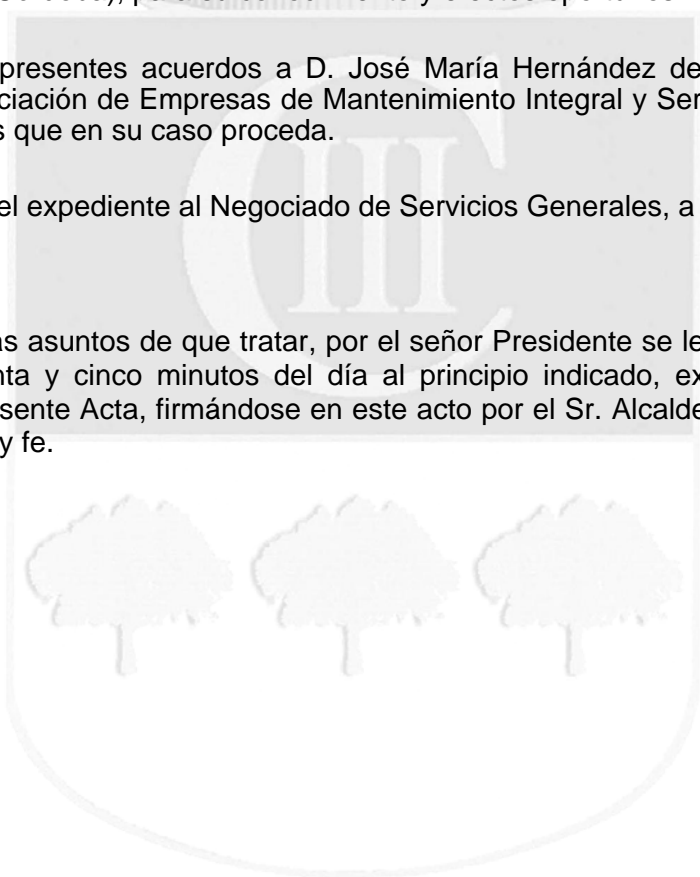 presentes acuerdos a D. José María Hernández de
ciación de Empresas de Mantenimiento Integral y Ser
s que en su caso proceda.
el expediente al Negociado de Servicios Generales, a
ás asuntos de que tratar, por el señor Presidente se le
nta y cinco minutos del día al principio indicado, ex
sente Acta, firmándose en este acto por el Sr. Alcalde
y fe.
CIII